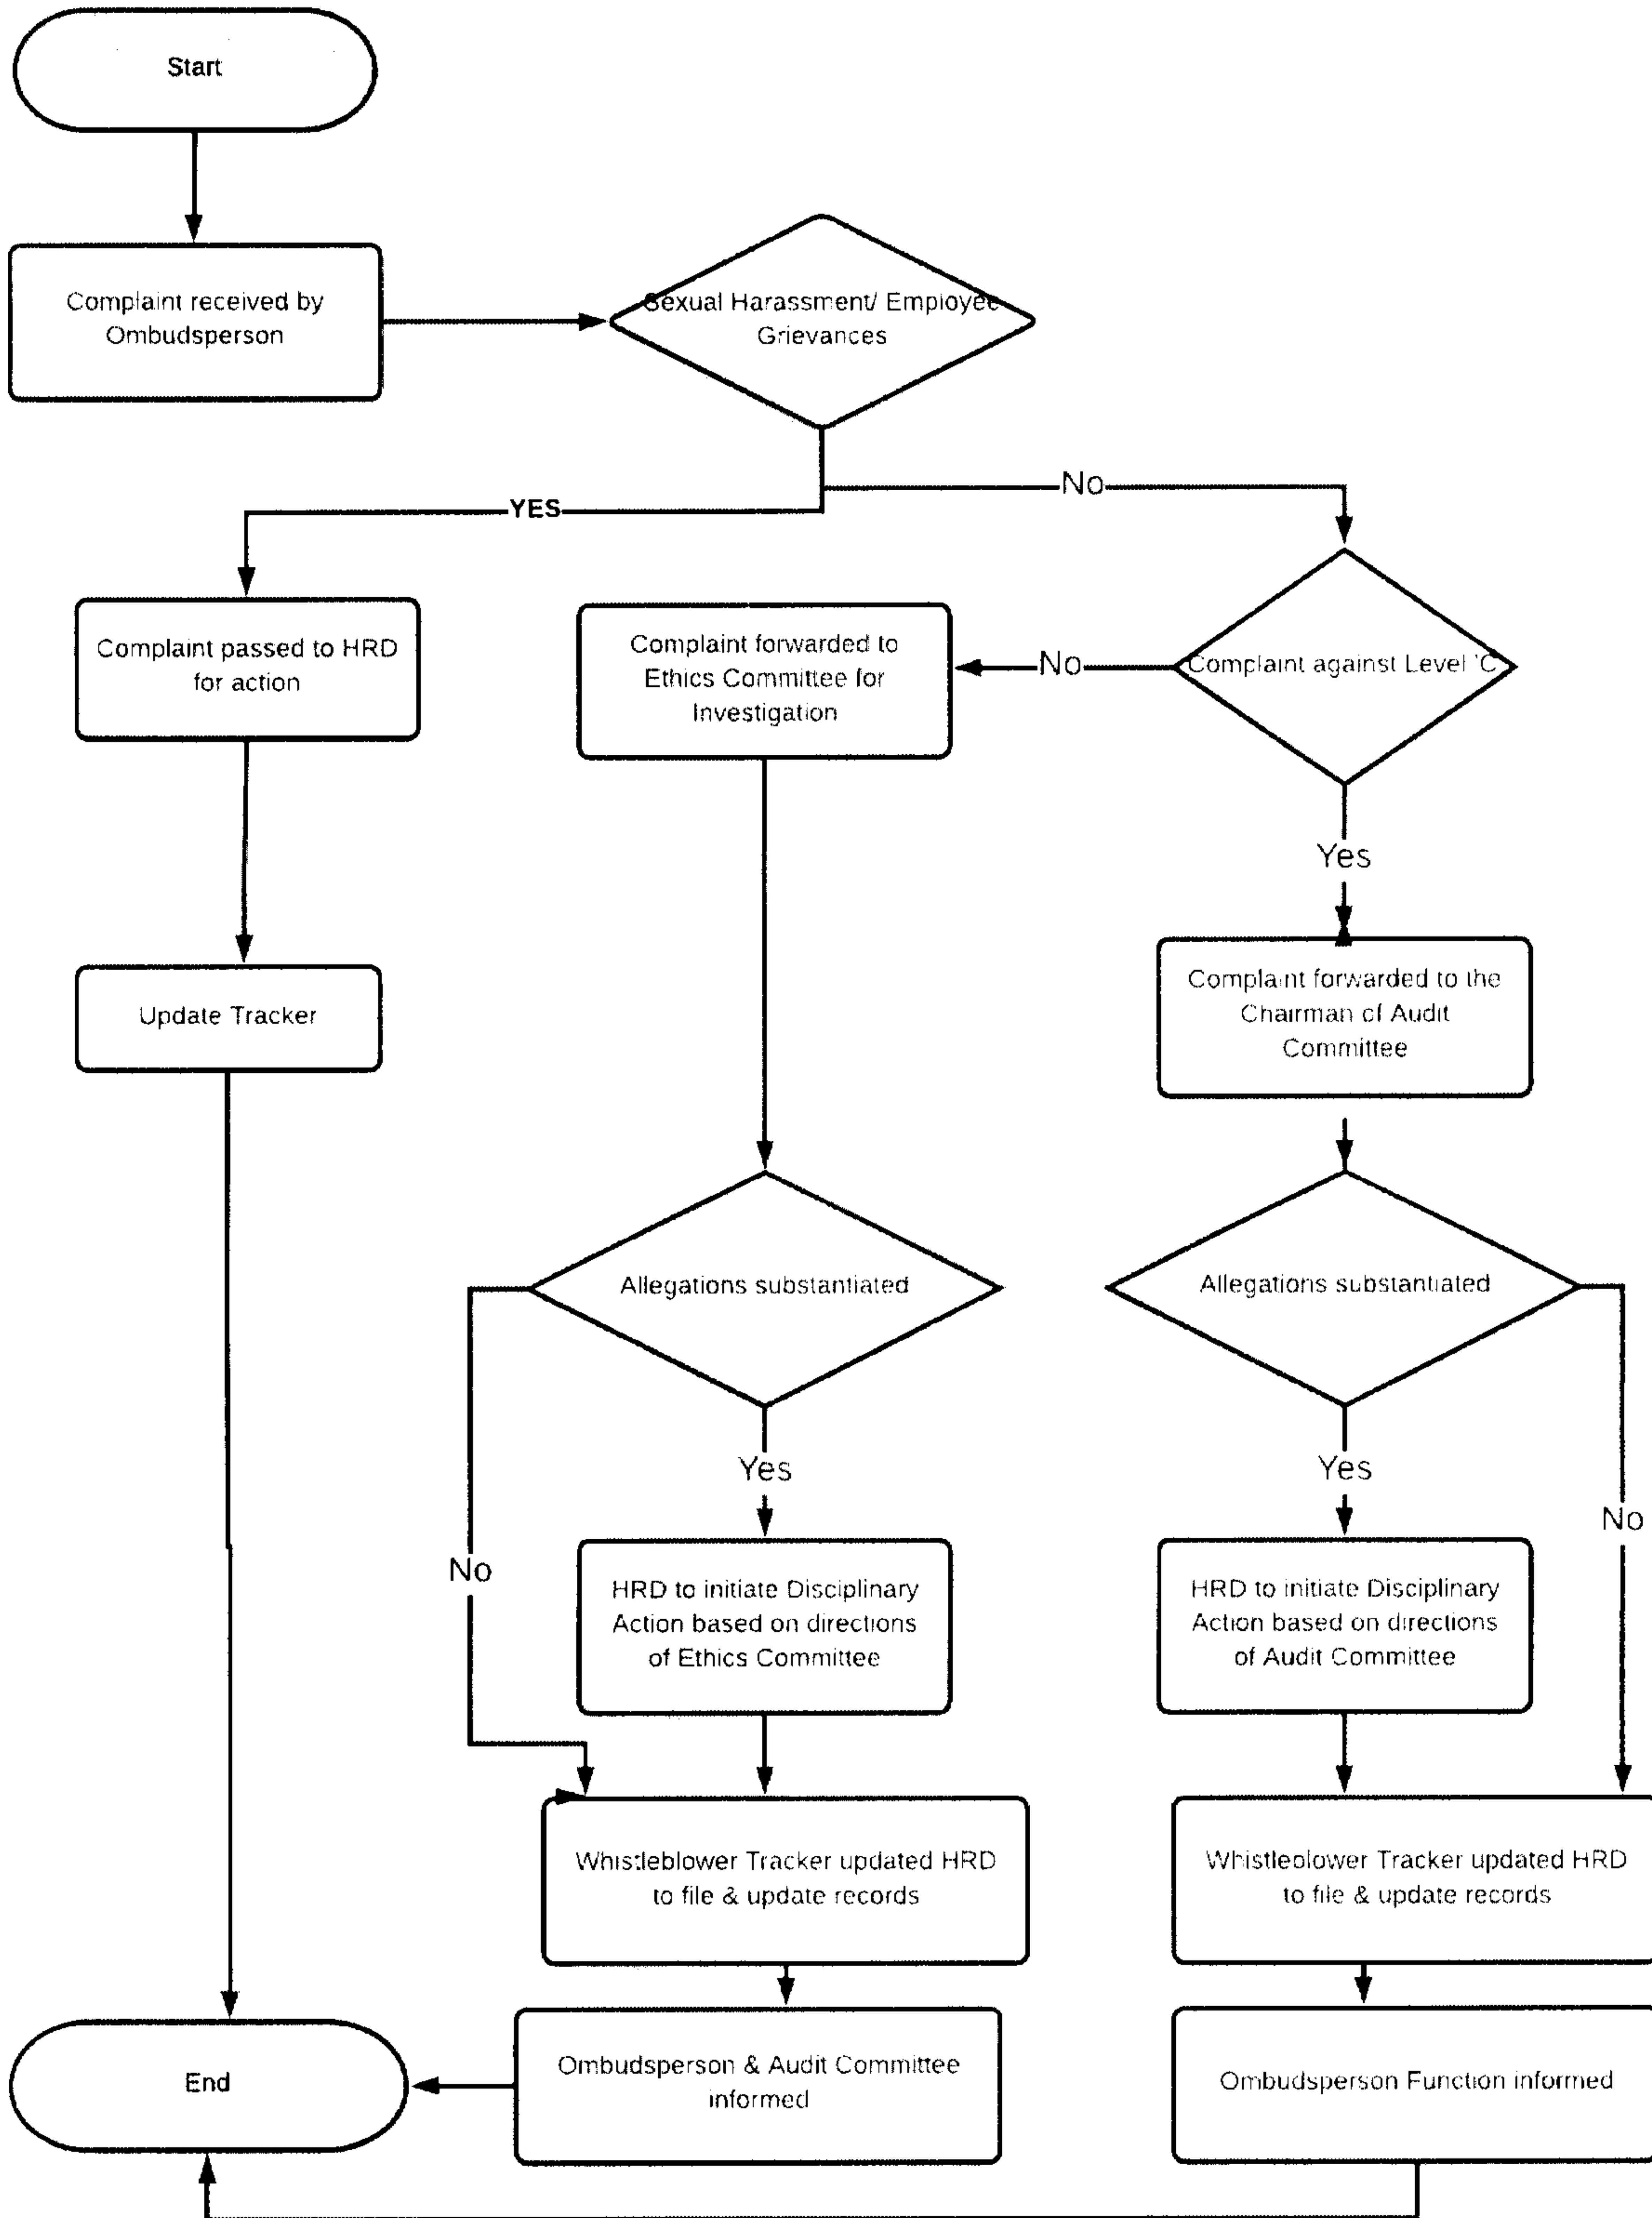 Start
Complaint received by
Ombudsperson
Sexual Harassment/ Employee
Grievances
No
YES
Complaint passed to HRD
for action
Complaint forwarded to
Ethics Committee for
Investigation
No
Complaint against Level 'C'
Yes
Update Tracker
Complaint forwarded to the
Chairman of Audit
Committee
Allegations substantiated
Allegations substantiated
Yes
Yes
No
No
HRD to initiate Disciplinary
Action based on directions
of Ethics Committee
HRD to initiate Disciplinary
Action based on directions
of Audit Committee
Whistleblower Tracker updated HRD
to file & update records
Whistleblower Tracker updated HRD
to file & update records
End
Ombudsperson & Audit Committee
informed
Ombudsperson Function informed